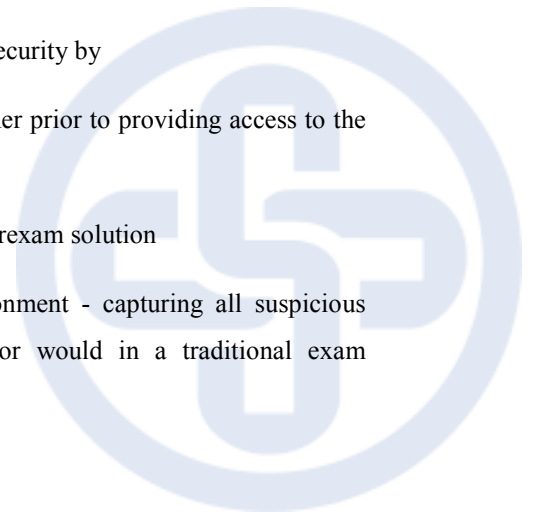 ecurity by
er prior to providing access to the
rexam solution
onment - capturing all suspicious
or would in a traditional exam